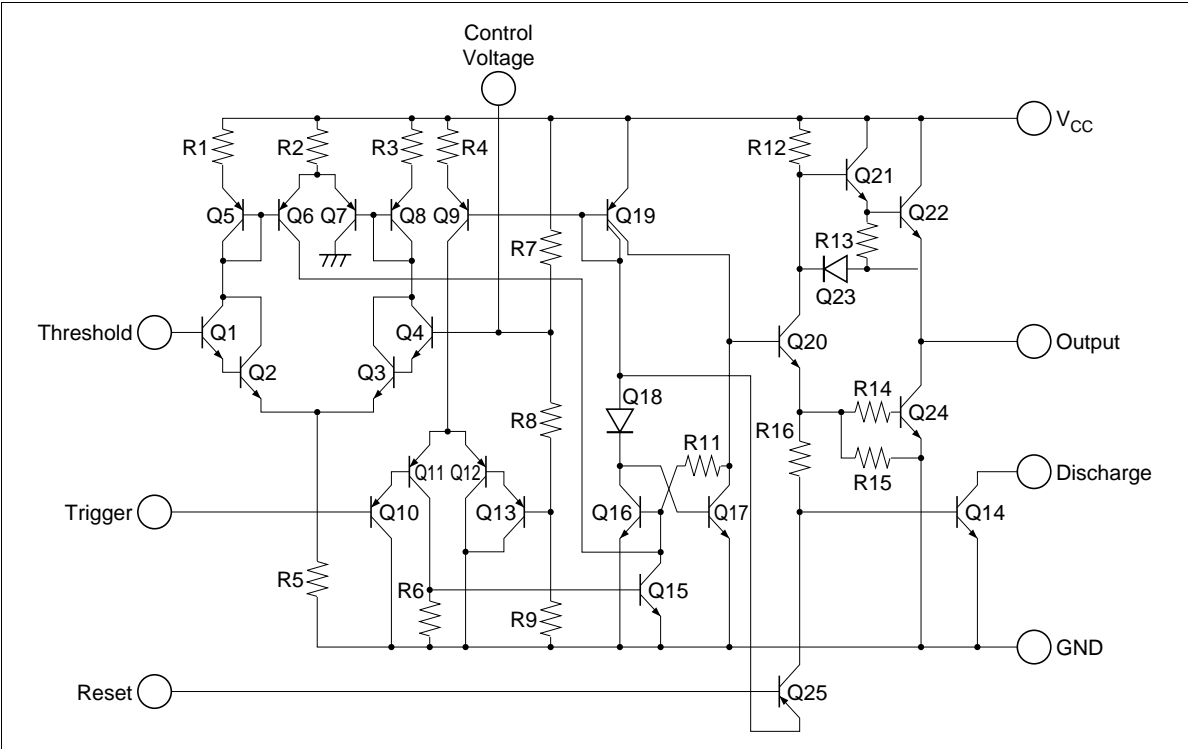 Control
Voltage
V_CC
R1
R2
R3
R4
R12
Q21
Q5
Q6
Q7
Q8
Q9
Q19
Q22
R7
R13
Q23
Threshold
Q1
Q4
Q20
Output
Q2
Q3
Q18
R14
Q24
R8
R16
R11
R15
Q11
Q12
Discharge
Trigger
Q10
Q13
Q16
Q17
Q14
R5
R6
Q15
R9
GND
Reset
Q25